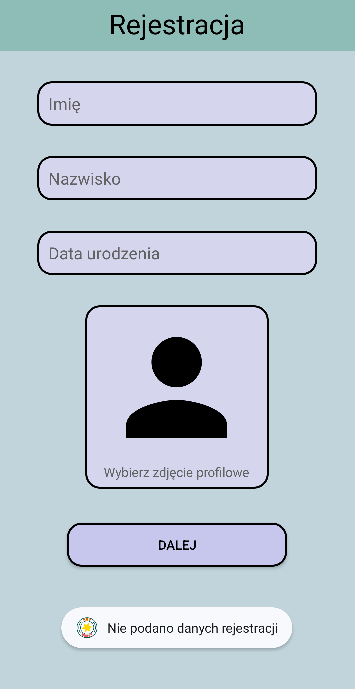 Rejestracja
Imię
Nazwisko
Data urodzenia
Wybierz zdjęcie profilowe
DALEJ
Nie podano danych rejestracji